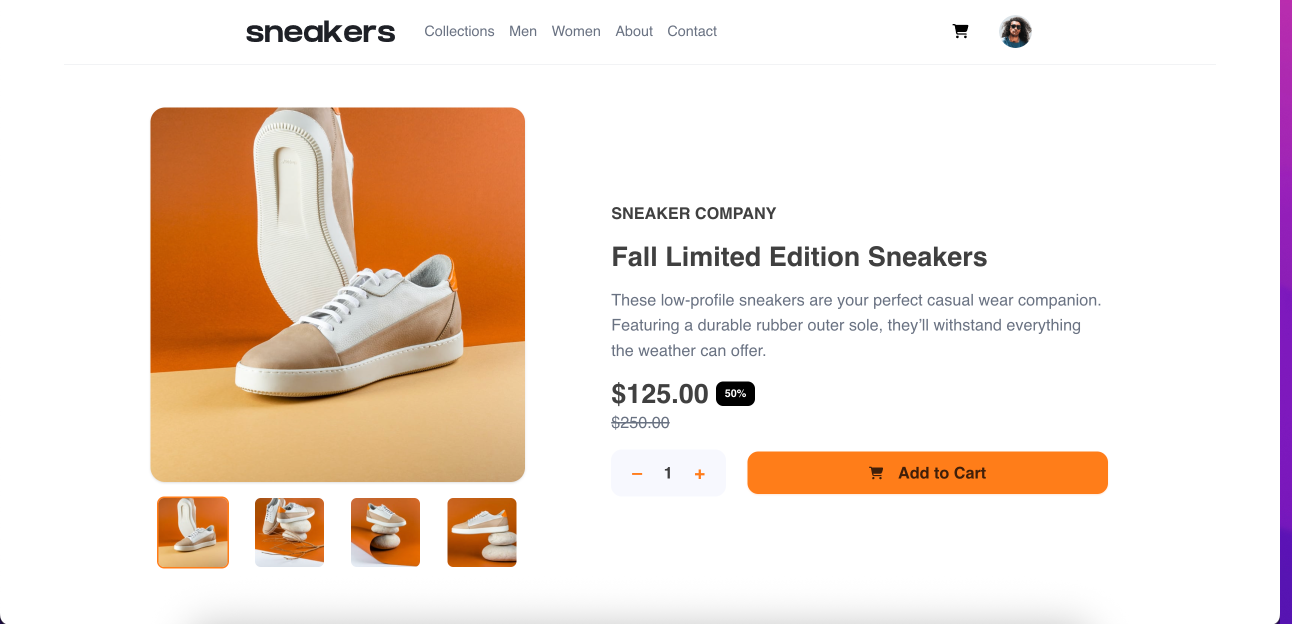 sneakers Collections Men Women About Contact
SNEAKER COMPANY
Fall Limited Edition Sneakers
These low-profile sneakers are your perfect casual wear companion.
Featuring a durable rubber outer sole, they’ll withstand everything
the weather can offer.
$125.00 50%
$250.00
− 1 + Add to Cart